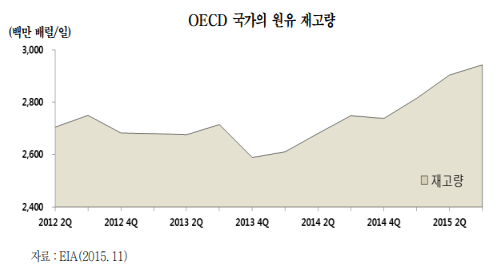 OECD 국가의 원유 재고량
(백만 배럴/일)
3,000
2,800
2,600
2,400
재고량
2012 2Q 2012 4Q 2013 2Q 2013 4Q 2014 2Q 2014 4Q 2015 2Q
자료 : EIA(2015. 11)